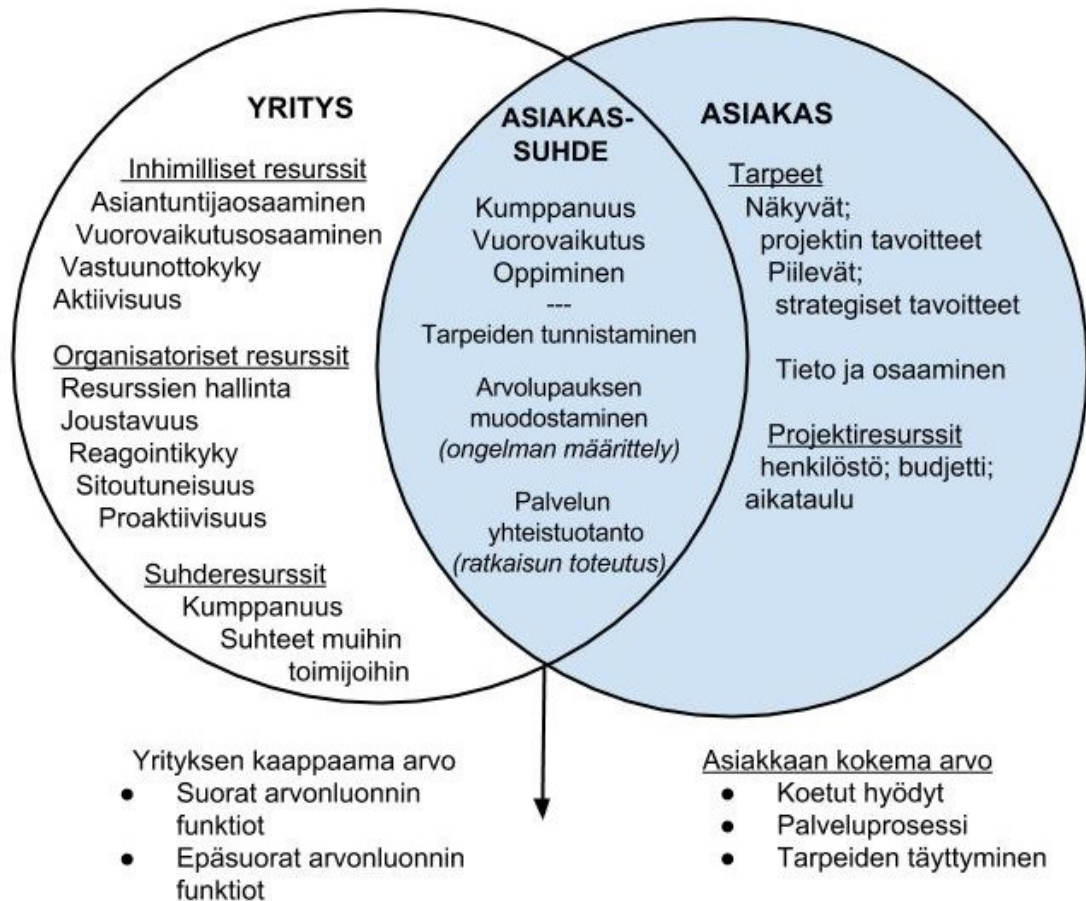 YRITYS
Inhimilliset resurssit
Asiantuntijaosaaminen
Vuorovaikutusosaaminen
Vastuunottokyky
Aktiivisuus
Organisatoriset resurssit
Resurssien hallinta
Joustavuus
Reagointikyky
Sitoutuneisuus
Proaktiivisuus
Suhderesurssit
Kumppanuus
Suhteet muihin
toimijoihin
ASIAKAS-
SUHDE
Kumppanuus
Vuorovaikutus
Oppiminen
---
Tarpeiden tunnistaminen
Arvolupauksen
muodostaminen
(ongelman määrittely)
Palvelun
yhteistuotanto
(ratkaisun toteutus)
ASIAKAS
Tarpeet
Näkyvät;
projektin tavoitteet
Piilevät;
strategiset tavoitteet
Tieto ja osaaminen
Projektiresurssit
henkilöstö; budjetti;
aikataulu
Yrityksen kaappaama arvo
● Suorat arvonluonnin
funktiot
● Epäsuorat arvonluonnin
funktiot
Asiakkaan kokema arvo
● Koetut hyödyt
● Palveluprosessi
● Tarpeiden täyttyminen